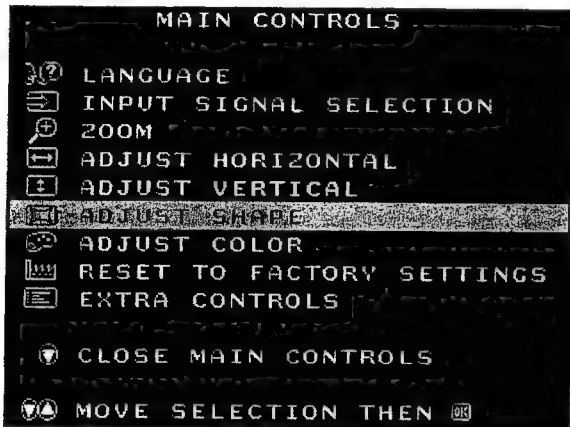 MAIN CONTROLS
LANGUAGE
INPUT SIGNAL SELECTION
ZOOM
ADJUST HORIZONTAL
ADJUST VERTICAL
ADJUST SHAPE
ADJUST COLOR
RESET TO FACTORY SETTINGS
EXTRA CONTROLS
CLOSE MAIN CONTROLS
MOVE SELECTION THEN OK